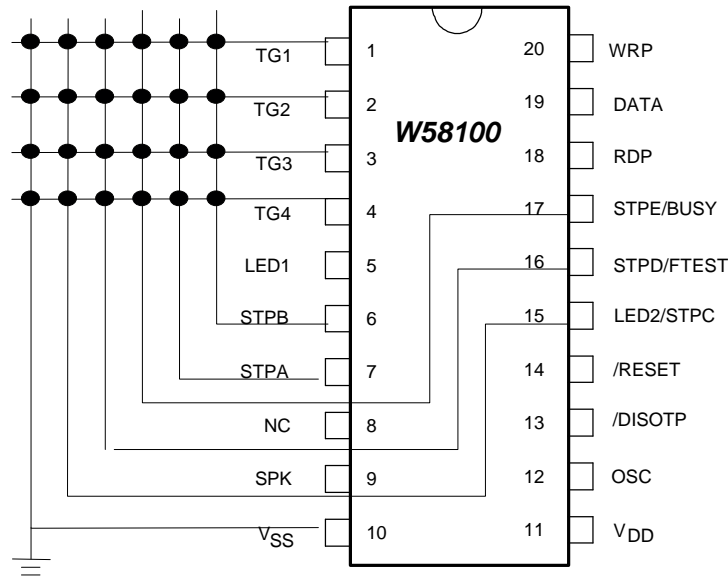 TG1 1 20 WRP
TG2 2 19 DATA
W58100
TG3 3 18 RDP
TG4 4 17 STPE/BUSY
LED1 5 16 STPD/FTEST
STPB 6 15 LED2/STPC
STPA 7 14 /RESET
NC 8 13 /DISOTP
SPK 9 12 OSC
VSS 10 11 VDD